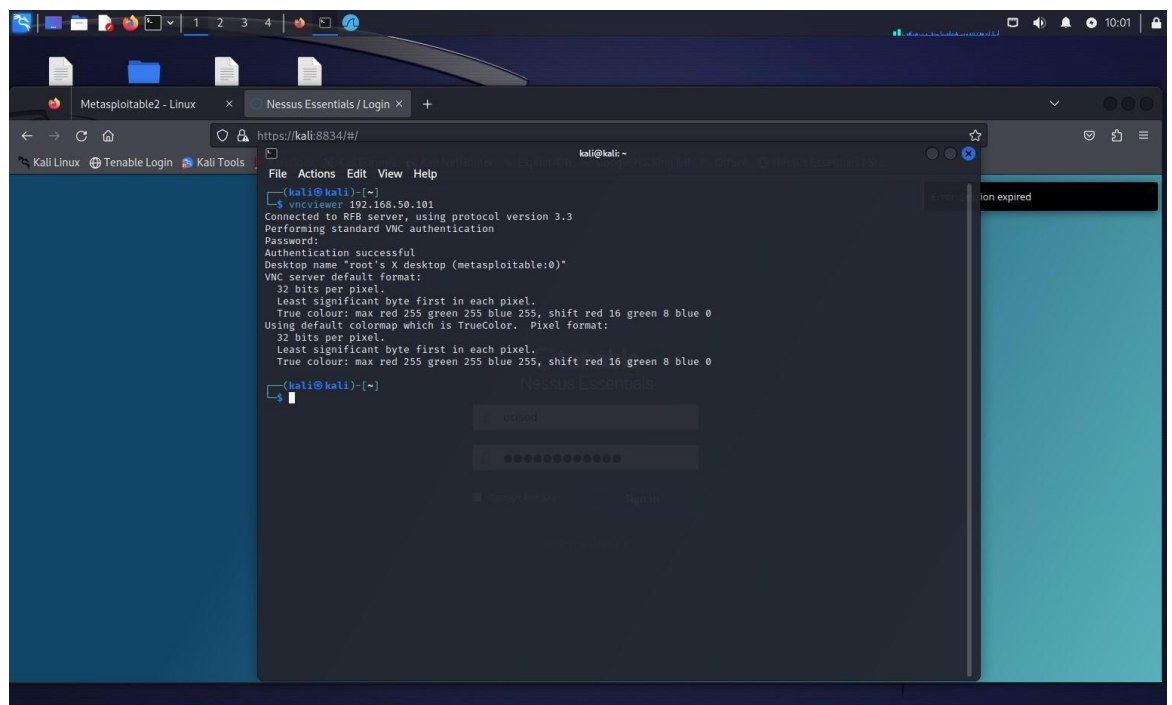 1 2 3 4
10:01
Metasploitable2 - Linux
Nessus Essentials / Login
https://kali:8834/#/
Kali Linux Tenable Login Kali Tools
kali@kali: ~
File Actions Edit View Help
Error Session expired
┌──(kali㉿kali)-[~]
└─$ vncviewer 192.168.50.101
Connected to RFB server, using protocol version 3.3
Performing standard VNC authentication
Password:
Authentication successful
Desktop name "root's X desktop (metasploitable:0)"
VNC server default format:
32 bits per pixel.
Least significant byte first in each pixel.
True colour: max red 255 green 255 blue 255, shift red 16 green 8 blue 0
Using default colormap which is TrueColor. Pixel format:
32 bits per pixel.
Least significant byte first in each pixel.
True colour: max red 255 green 255 blue 255, shift red 16 green 8 blue 0
┌──(kali㉿kali)-[~]
└─$
Nessus Essentials